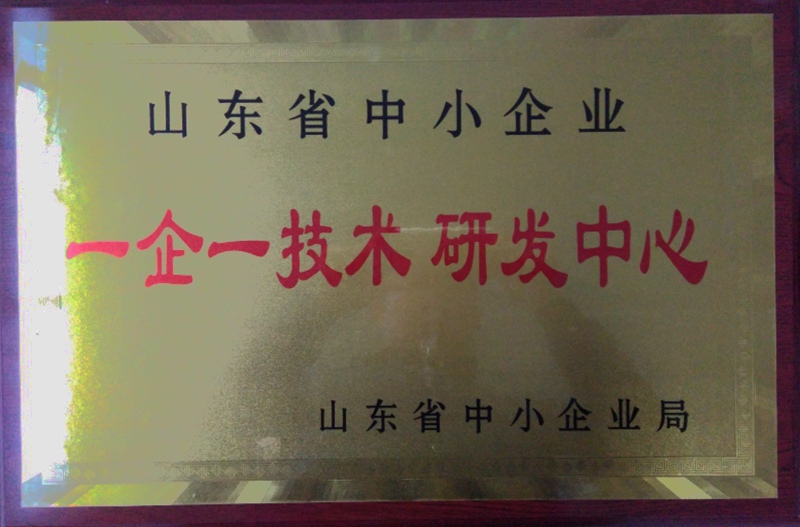 山东省中小企业
一企一技术 研发中心
山东省中小企业局